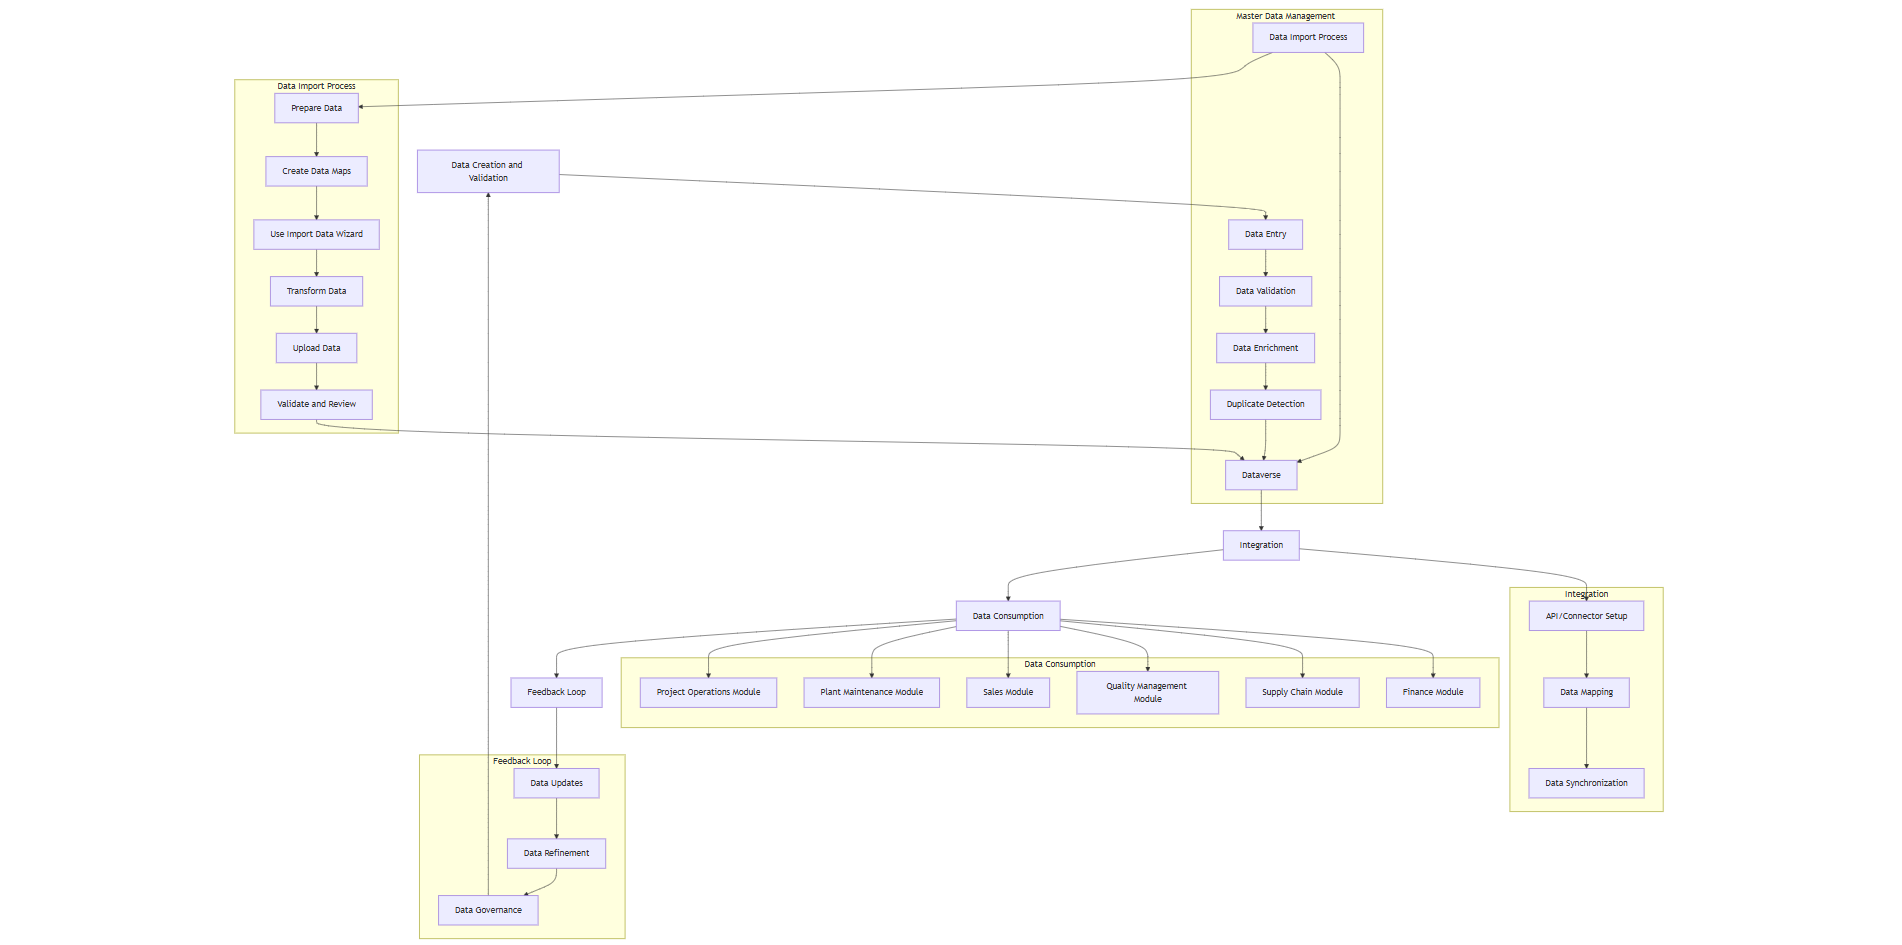 Master Data Management
Data Import Process
Data Import Process
Prepare Data
Create Data Maps
Use Import Data Wizard
Transform Data
Upload Data
Validate and Review
Data Creation and
Validation
Data Entry
Data Validation
Data Enrichment
Duplicate Detection
Dataverse
Integration
Data Consumption
Integration
API/Connector Setup
Data Mapping
Data Synchronization
Data Consumption
Project Operations Module
Plant Maintenance Module
Sales Module
Quality Management
Module
Supply Chain Module
Finance Module
Feedback Loop
Feedback Loop
Data Updates
Data Refinement
Data Governance